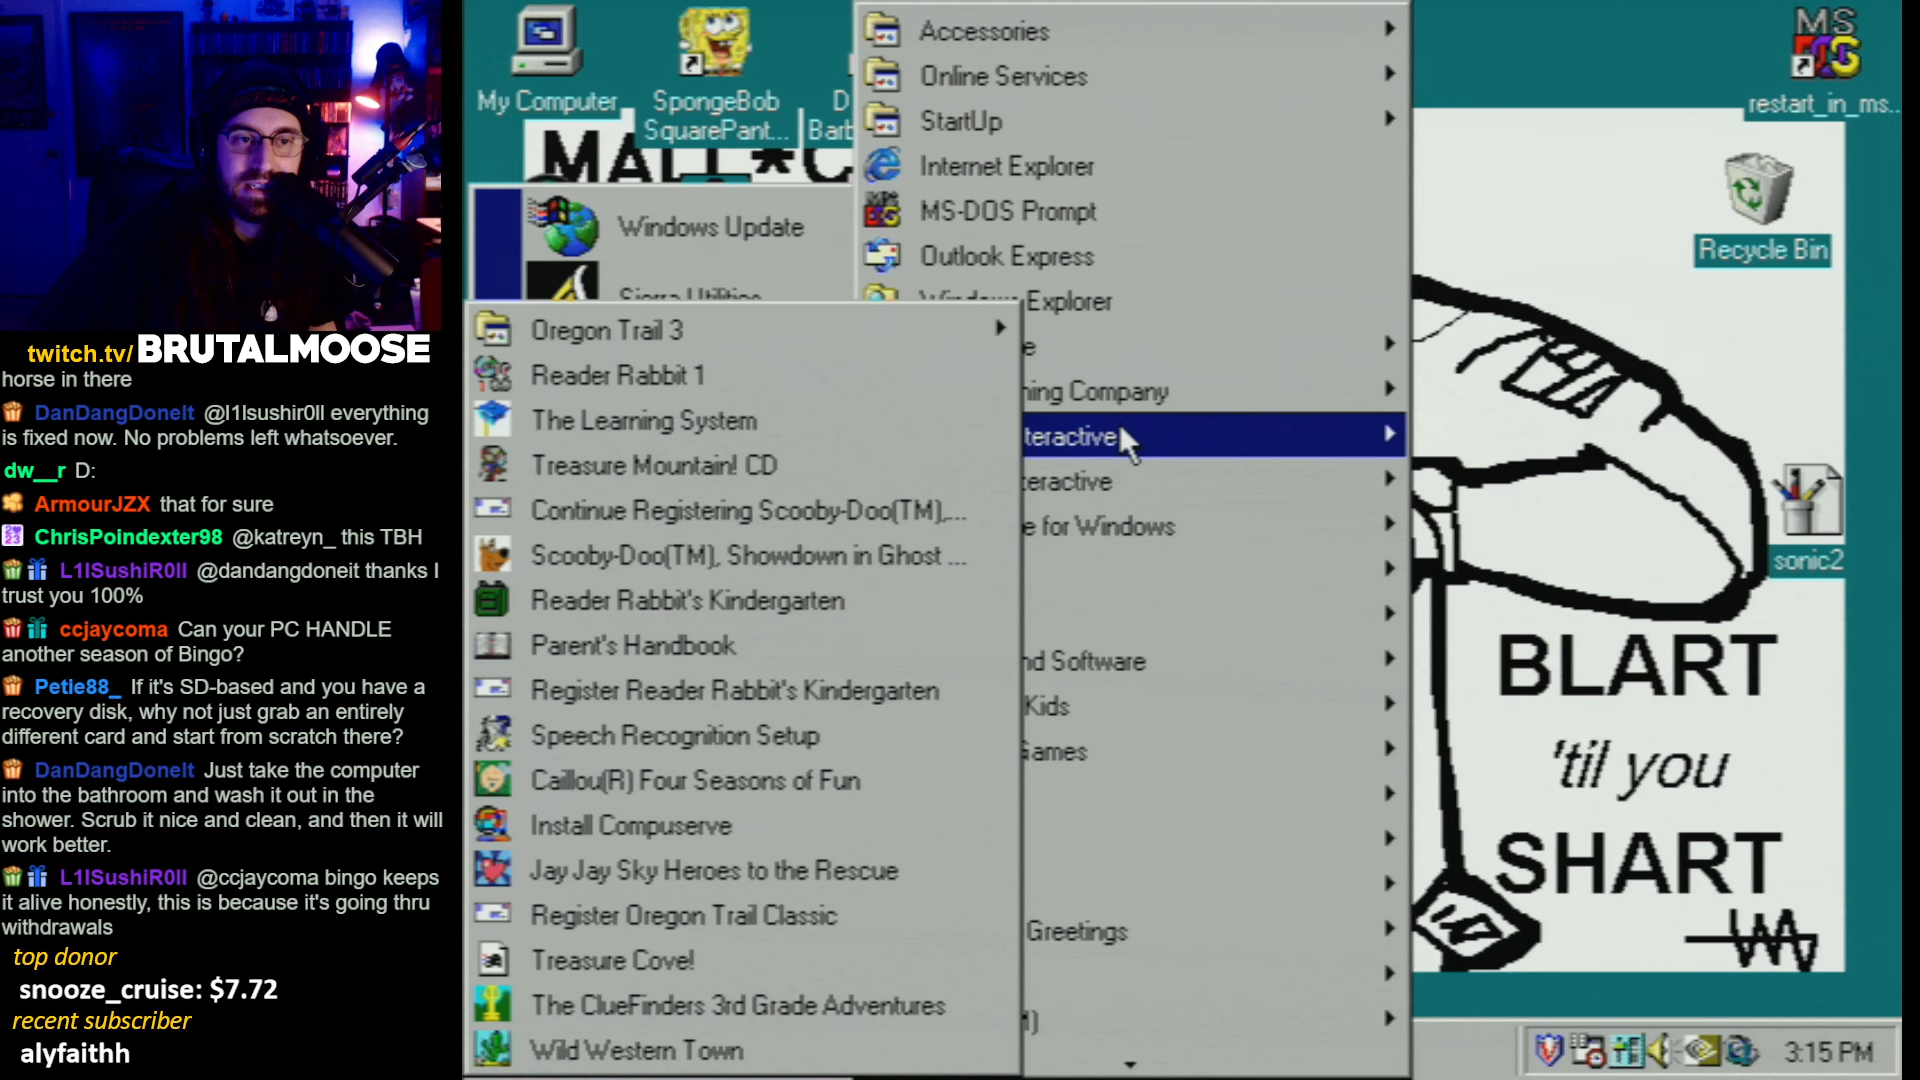 twitch.tv/BRUTALMOOSE
horse in there
DanDangDoneIt @l1lsushir0ll everything
is fixed now. No problems left whatsoever.
dw__r D:
ArmourJZX that for sure
ChrisPoindexter98 @katreyn_ this TBH
L1lSushiR0ll @dandangdoneit thanks I
trust you 100%
ccjaycoma Can your PC HANDLE
another season of Bingo?
Petie88_ If it's SD-based and you have a
recovery disk, why not just grab an entirely
different card and start from scratch there?
DanDangDoneIt Just take the computer
into the bathroom and wash it out in the
shower. Scrub it nice and clean, and then it will
work better.
L1lSushiR0ll @ccjaycoma bingo keeps
it alive honestly, this is because it's going thru
withdrawals
top donor
snooze_cruise: $7.72
recent subscriber
alyfaithh
My Computer
SpongeBob
SquarePant...
D
Barb
MALL*C
Windows Update
Sierra Utilities
Accessories
Online Services
StartUp
Internet Explorer
MS-DOS Prompt
Outlook Express
Windows Explorer
e
ning Company
teractive
teractive
e for Windows
nd Software
Kids
Games
Greetings
)
Oregon Trail 3
Reader Rabbit 1
The Learning System
Treasure Mountain! CD
Continue Registering Scooby-Doo(TM),...
Scooby-Doo(TM), Showdown in Ghost ...
Reader Rabbit's Kindergarten
Parent's Handbook
Register Reader Rabbit's Kindergarten
Speech Recognition Setup
Caillou(R) Four Seasons of Fun
Install Compuserve
Jay Jay Sky Heroes to the Rescue
Register Oregon Trail Classic
Treasure Cove!
The ClueFinders 3rd Grade Adventures
Wild Western Town
MS
DOS
restart_in_ms...
Recycle Bin
sonic2
BLART
'til you
SHART
3:15 PM